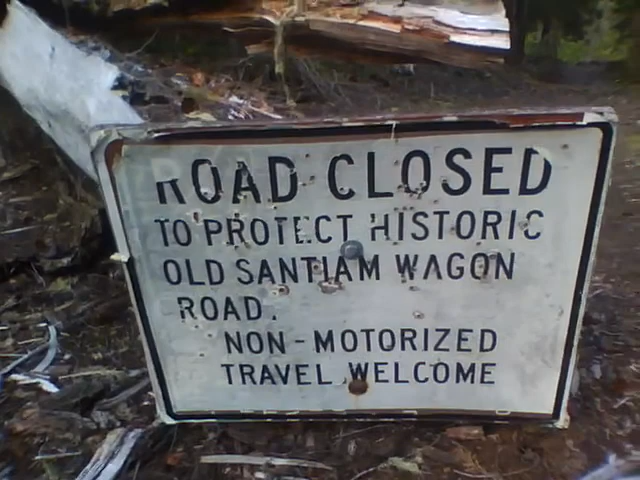 ROAD CLOSED
TO PROTECT HISTORIC
OLD SANTIAM WAGON
ROAD.
NON-MOTORIZED
TRAVEL WELCOME